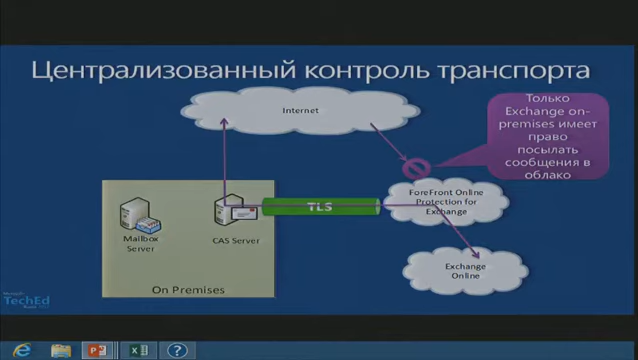 Централизованный контроль транспорта
Internet
Только
Exchange on-
premises имеет
право
посылать
сообщения в
облако
ForeFront Online
Protection for
Exchange
TLS
Mailbox
Server
CAS Server
Exchange
Online
On Premises
Microsoft
TechEd